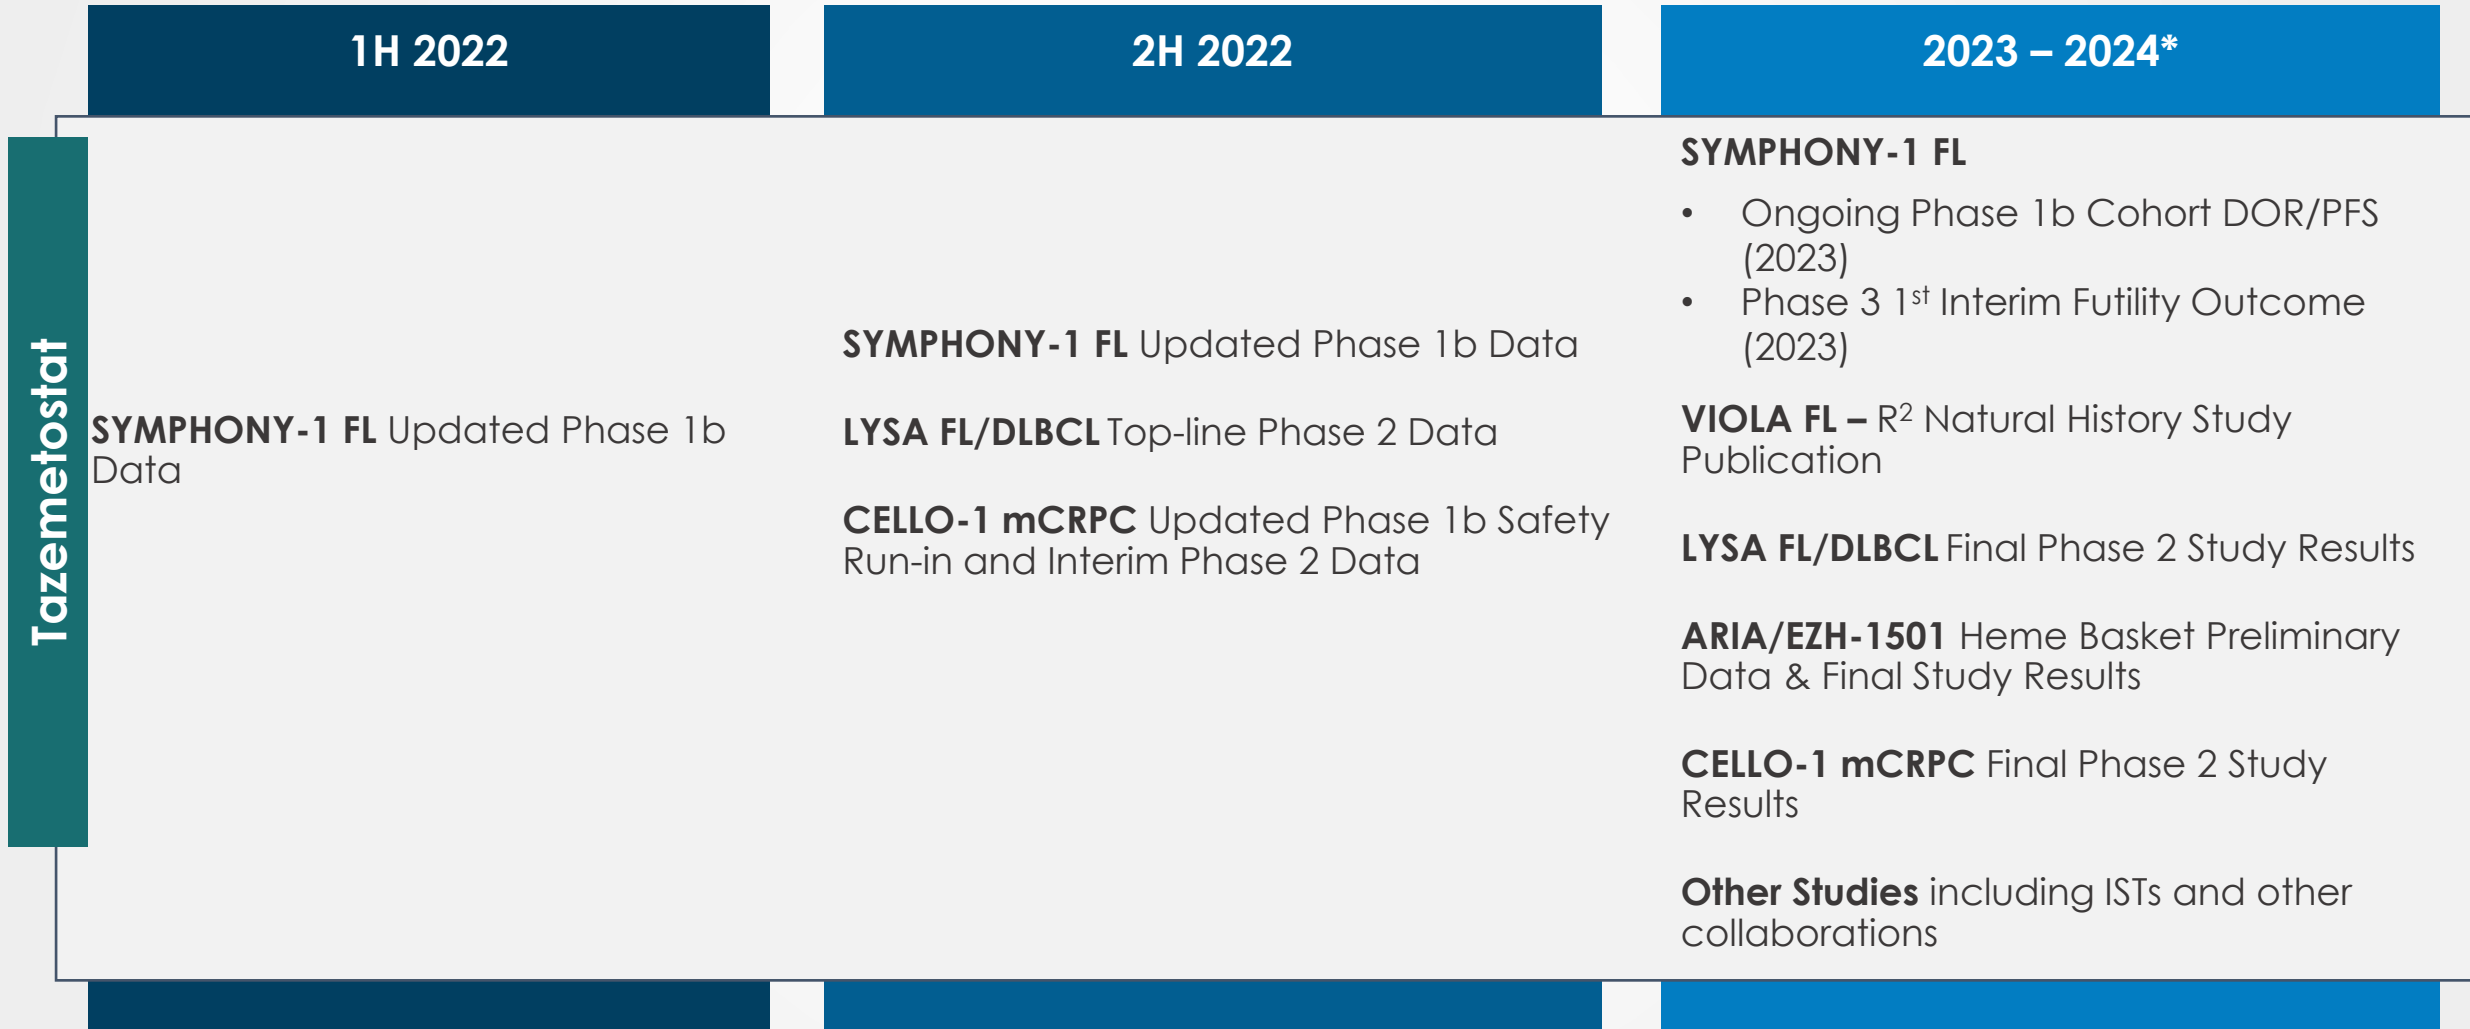 1H 2022
2H 2022
2023 – 2024*
Tazemetostat
SYMPHONY-1 FL Updated Phase 1b
Data
SYMPHONY-1 FL Updated Phase 1b Data
LYSA FL/DLBCL Top-line Phase 2 Data
CELLO-1 mCRPC Updated Phase 1b Safety
Run-in and Interim Phase 2 Data
SYMPHONY-1 FL
• Ongoing Phase 1b Cohort DOR/PFS
(2023)
• Phase 3 1st Interim Futility Outcome
(2023)
VIOLA FL – R2 Natural History Study
Publication
LYSA FL/DLBCL Final Phase 2 Study Results
ARIA/EZH-1501 Heme Basket Preliminary
Data & Final Study Results
CELLO-1 mCRPC Final Phase 2 Study
Results
Other Studies including ISTs and other
collaborations